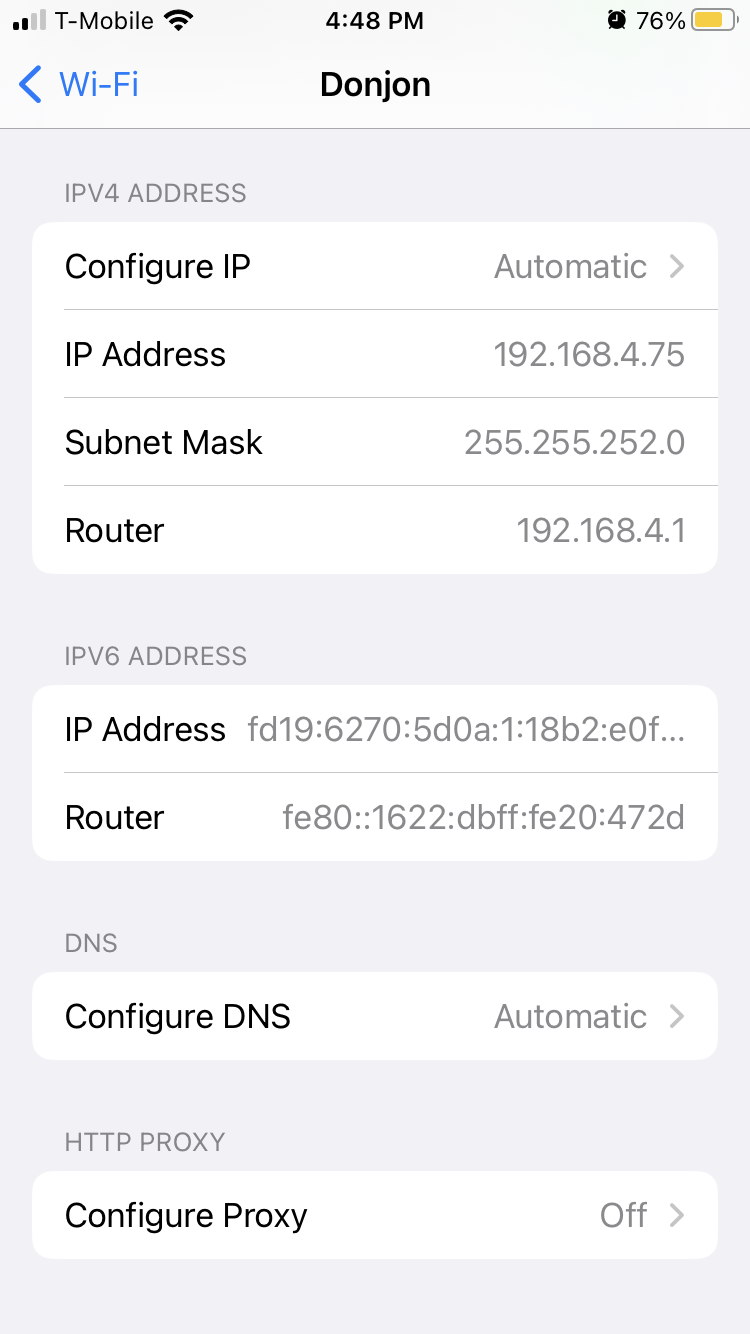 T-Mobile 4:48 PM 76%
Wi-Fi Donjon
IPV4 ADDRESS
Configure IP Automatic
IP Address 192.168.4.75
Subnet Mask 255.255.252.0
Router 192.168.4.1
IPV6 ADDRESS
IP Address fd19:6270:5d0a:1:18b2:e0f...
Router fe80::1622:dbff:fe20:472d
DNS
Configure DNS Automatic
HTTP PROXY
Configure Proxy Off